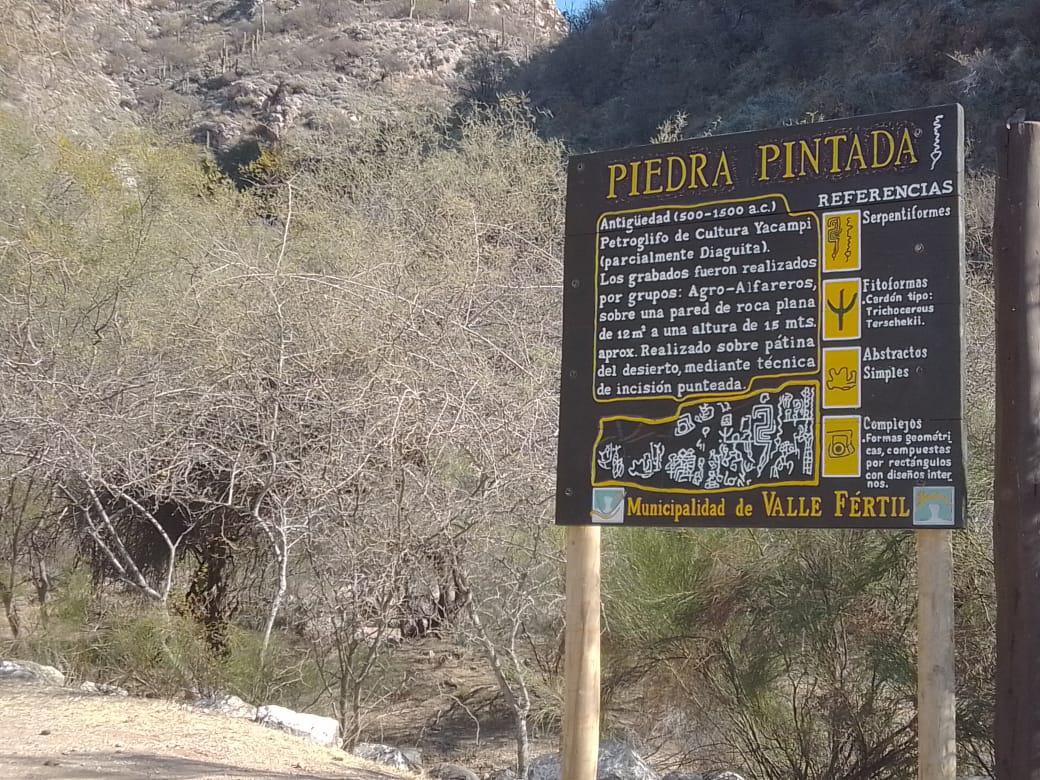 PIEDRA PINTADA
Antigüedad (500-1500 a.c.)
Petroglifo de Cultura Yacampi
(parcialmente Diaguita).
Los grabados fueron realizados
por grupos: Agro-Alfareros,
sobre una pared de roca plana
de 12 m² a una altura de 15 mts.
aprox. Realizado sobre pátina
del desierto, mediante técnica
de incisión punteada.
REFERENCIAS
Serpentiformes
Fitoformas
.Cardón tipo:
Trichocereus
Terschekii.
Abstractos
Simples
Complejos
.Formas geométri
cas, compuestas
por rectángulos
con diseños inter
nos.
Municipalidad de VALLE FÉRTIL